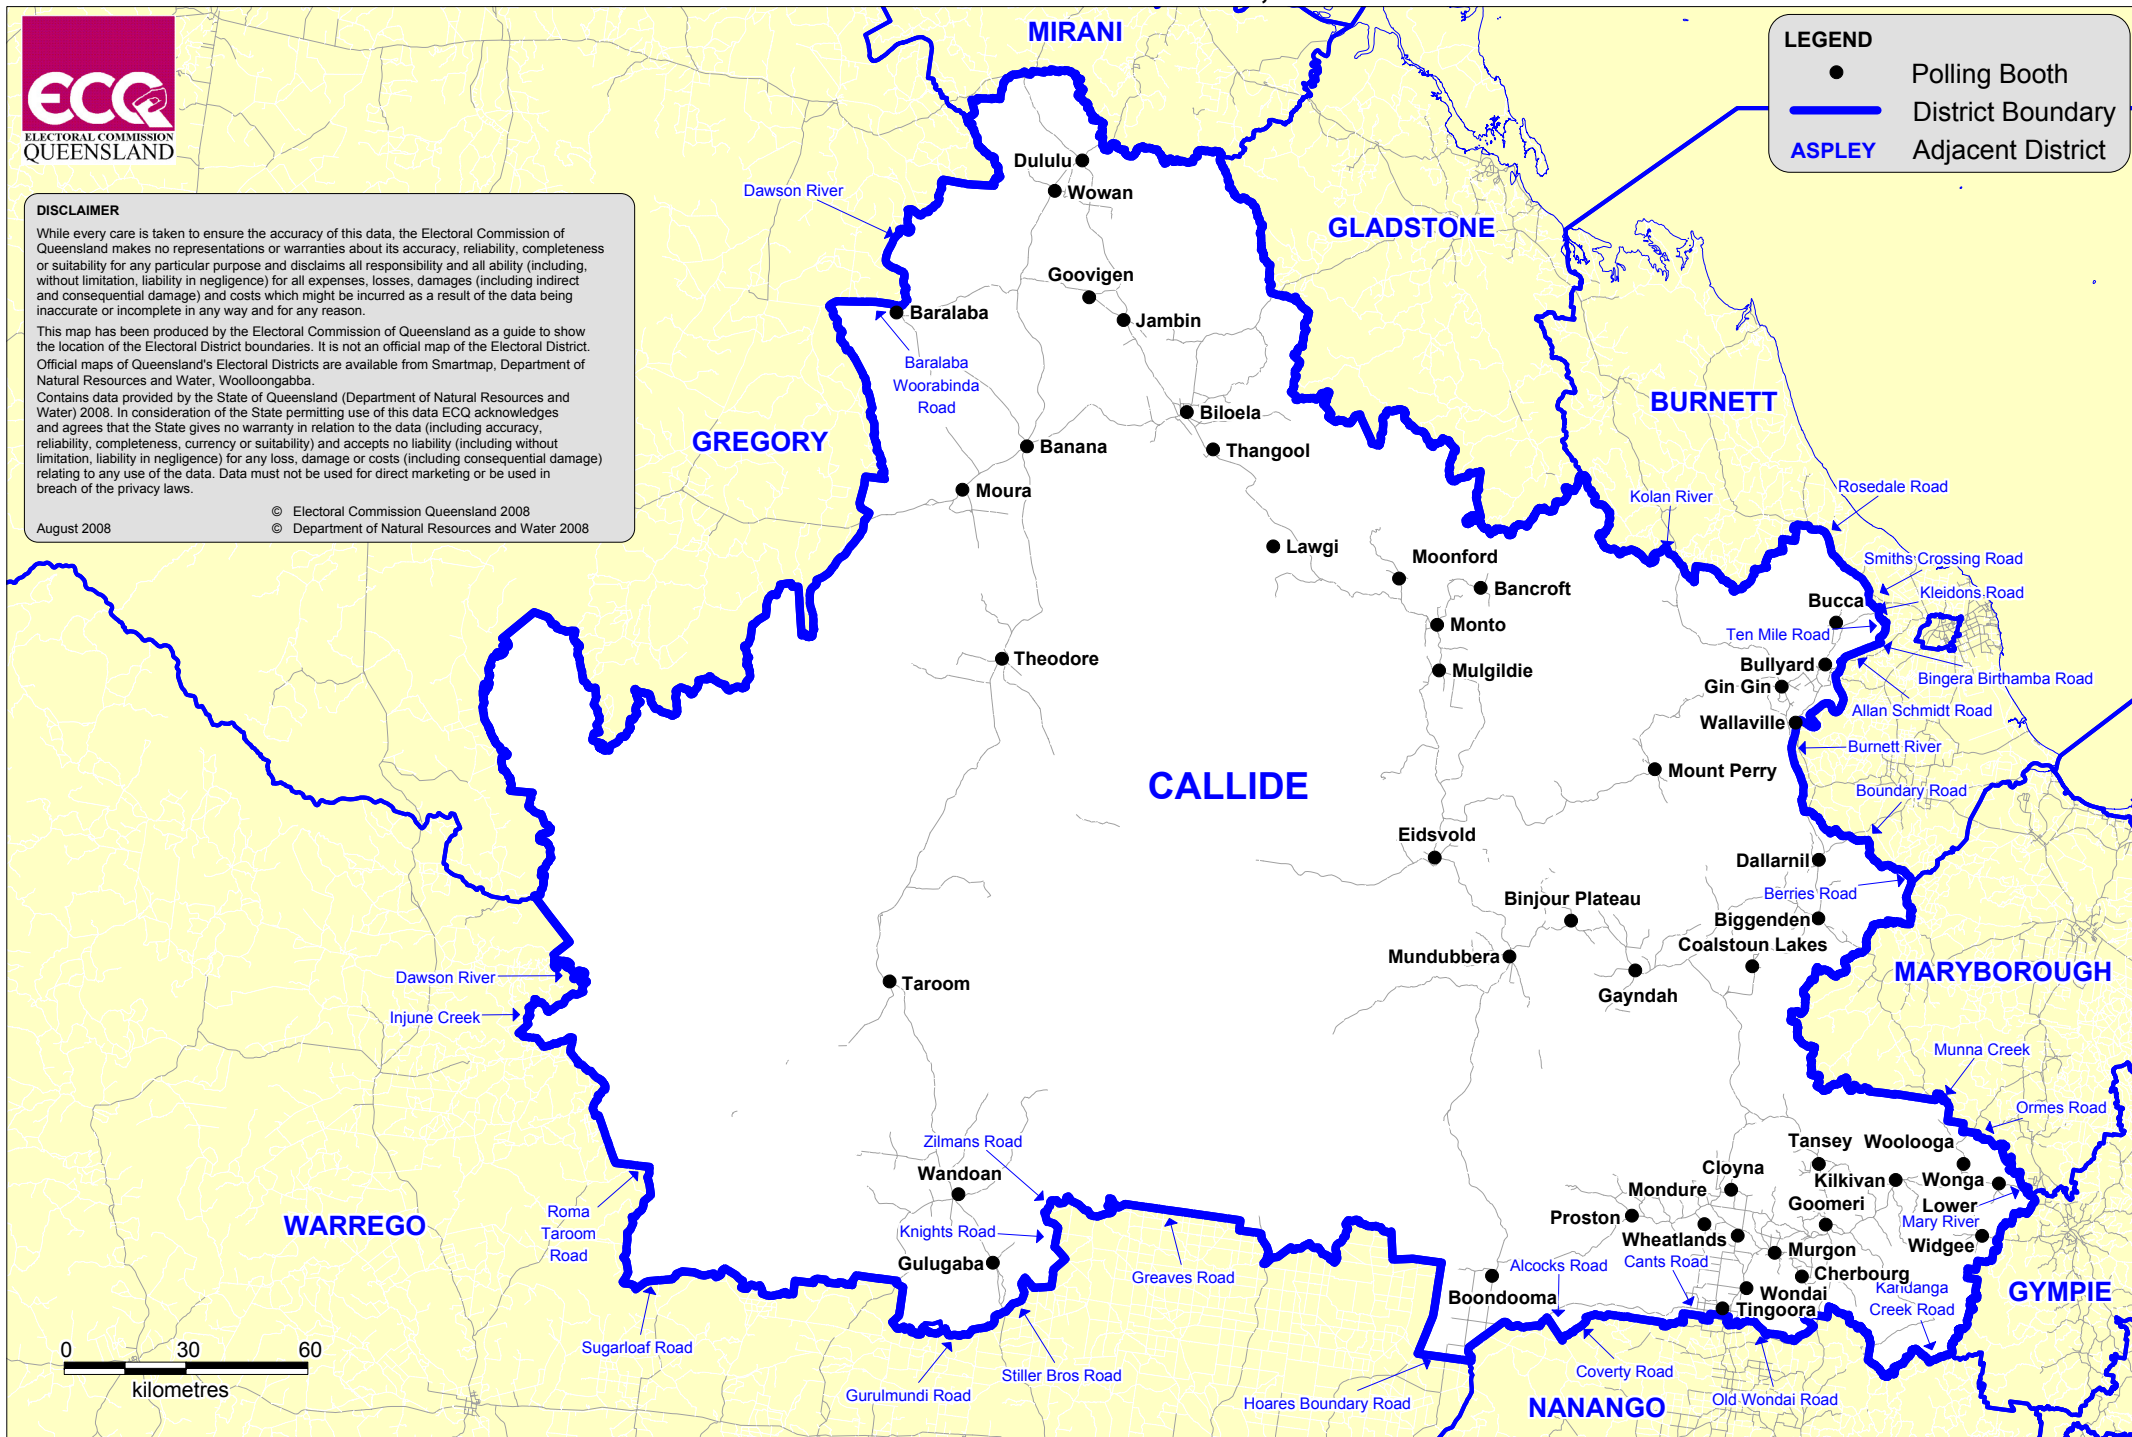 ECQ
ELECTORAL COMMISSION
QUEENSLAND
DISCLAIMER
While every care is taken to ensure the accuracy of this data, the Electoral Commission of
Queensland makes no representations or warranties about its accuracy, reliability, completeness
or suitability for any particular purpose and disclaims all responsibility and all ability (including,
without limitation, liability in negligence) for all expenses, losses, damages (including indirect
and consequential damage) and costs which might be incurred as a result of the data being
inaccurate or incomplete in any way and for any reason.
This map has been produced by the Electoral Commission of Queensland as a guide to show
the location of the Electoral District boundaries. It is not an official map of the Electoral District.
Official maps of Queensland's Electoral Districts are available from Smartmap, Department of
Natural Resources and Water, Woolloongabba.
Contains data provided by the State of Queensland (Department of Natural Resources and
Water) 2008. In consideration of the State permitting use of this data ECQ acknowledges
and agrees that the State gives no warranty in relation to the data (including accuracy,
reliability, completeness, currency or suitability) and accepts no liability (including without
limitation, liability in negligence) for any loss, damage or costs (including consequential damage)
relating to any use of the data. Data must not be used for direct marketing or be used in
breach of the privacy laws.
© Electoral Commission Queensland 2008
August 2008
© Department of Natural Resources and Water 2008
LEGEND
Polling Booth
District Boundary
ASPLEY Adjacent District
MIRANI
Dululu
Wowan
Dawson River
GLADSTONE
Goovigen
Baralaba
Jambin
Baralaba
Woorabinda
Road
BURNETT
Biloela
GREGORY
Banana
Thangool
Moura
Kolan River
Rosedale Road
Lawgi
Moonford
Smiths Crossing Road
Bancroft
Kleidons Road
Bucca
Monto
Ten Mile Road
Theodore
Mulgildie
Bullyard
Bingera Birthamba Road
Gin Gin
Allan Schmidt Road
Wallaville
Burnett River
Mount Perry
CALLIDE
Boundary Road
Eidsvold
Dallarnil
Berries Road
Binjour Plateau
Biggenden
Coalstoun Lakes
Mundubbera
MARYBOROUGH
Dawson River
Taroom
Gayndah
Injune Creek
Munna Creek
Ormes Road
Zilmans Road
Tansey
Woolooga
Wandoan
Cloyna
Kilkivan
Wonga
Lower
Mondure
Goomeri
Roma
Taroom
Road
WARREGO
Proston
Mary River
Knights Road
Wheatlands
Widgee
Murgon
Gulugaba
Greaves Road
Alcocks Road
Cants Road
Cherbourg
Kandanga
Creek Road
GYMPIE
Boondooma
Wondai
Tingoora
0 30 60
kilometres
Sugarloaf Road
Stiller Bros Road
Coverty Road
Gurulmundi Road
Hoares Boundary Road
NANANGO
Old Wondai Road